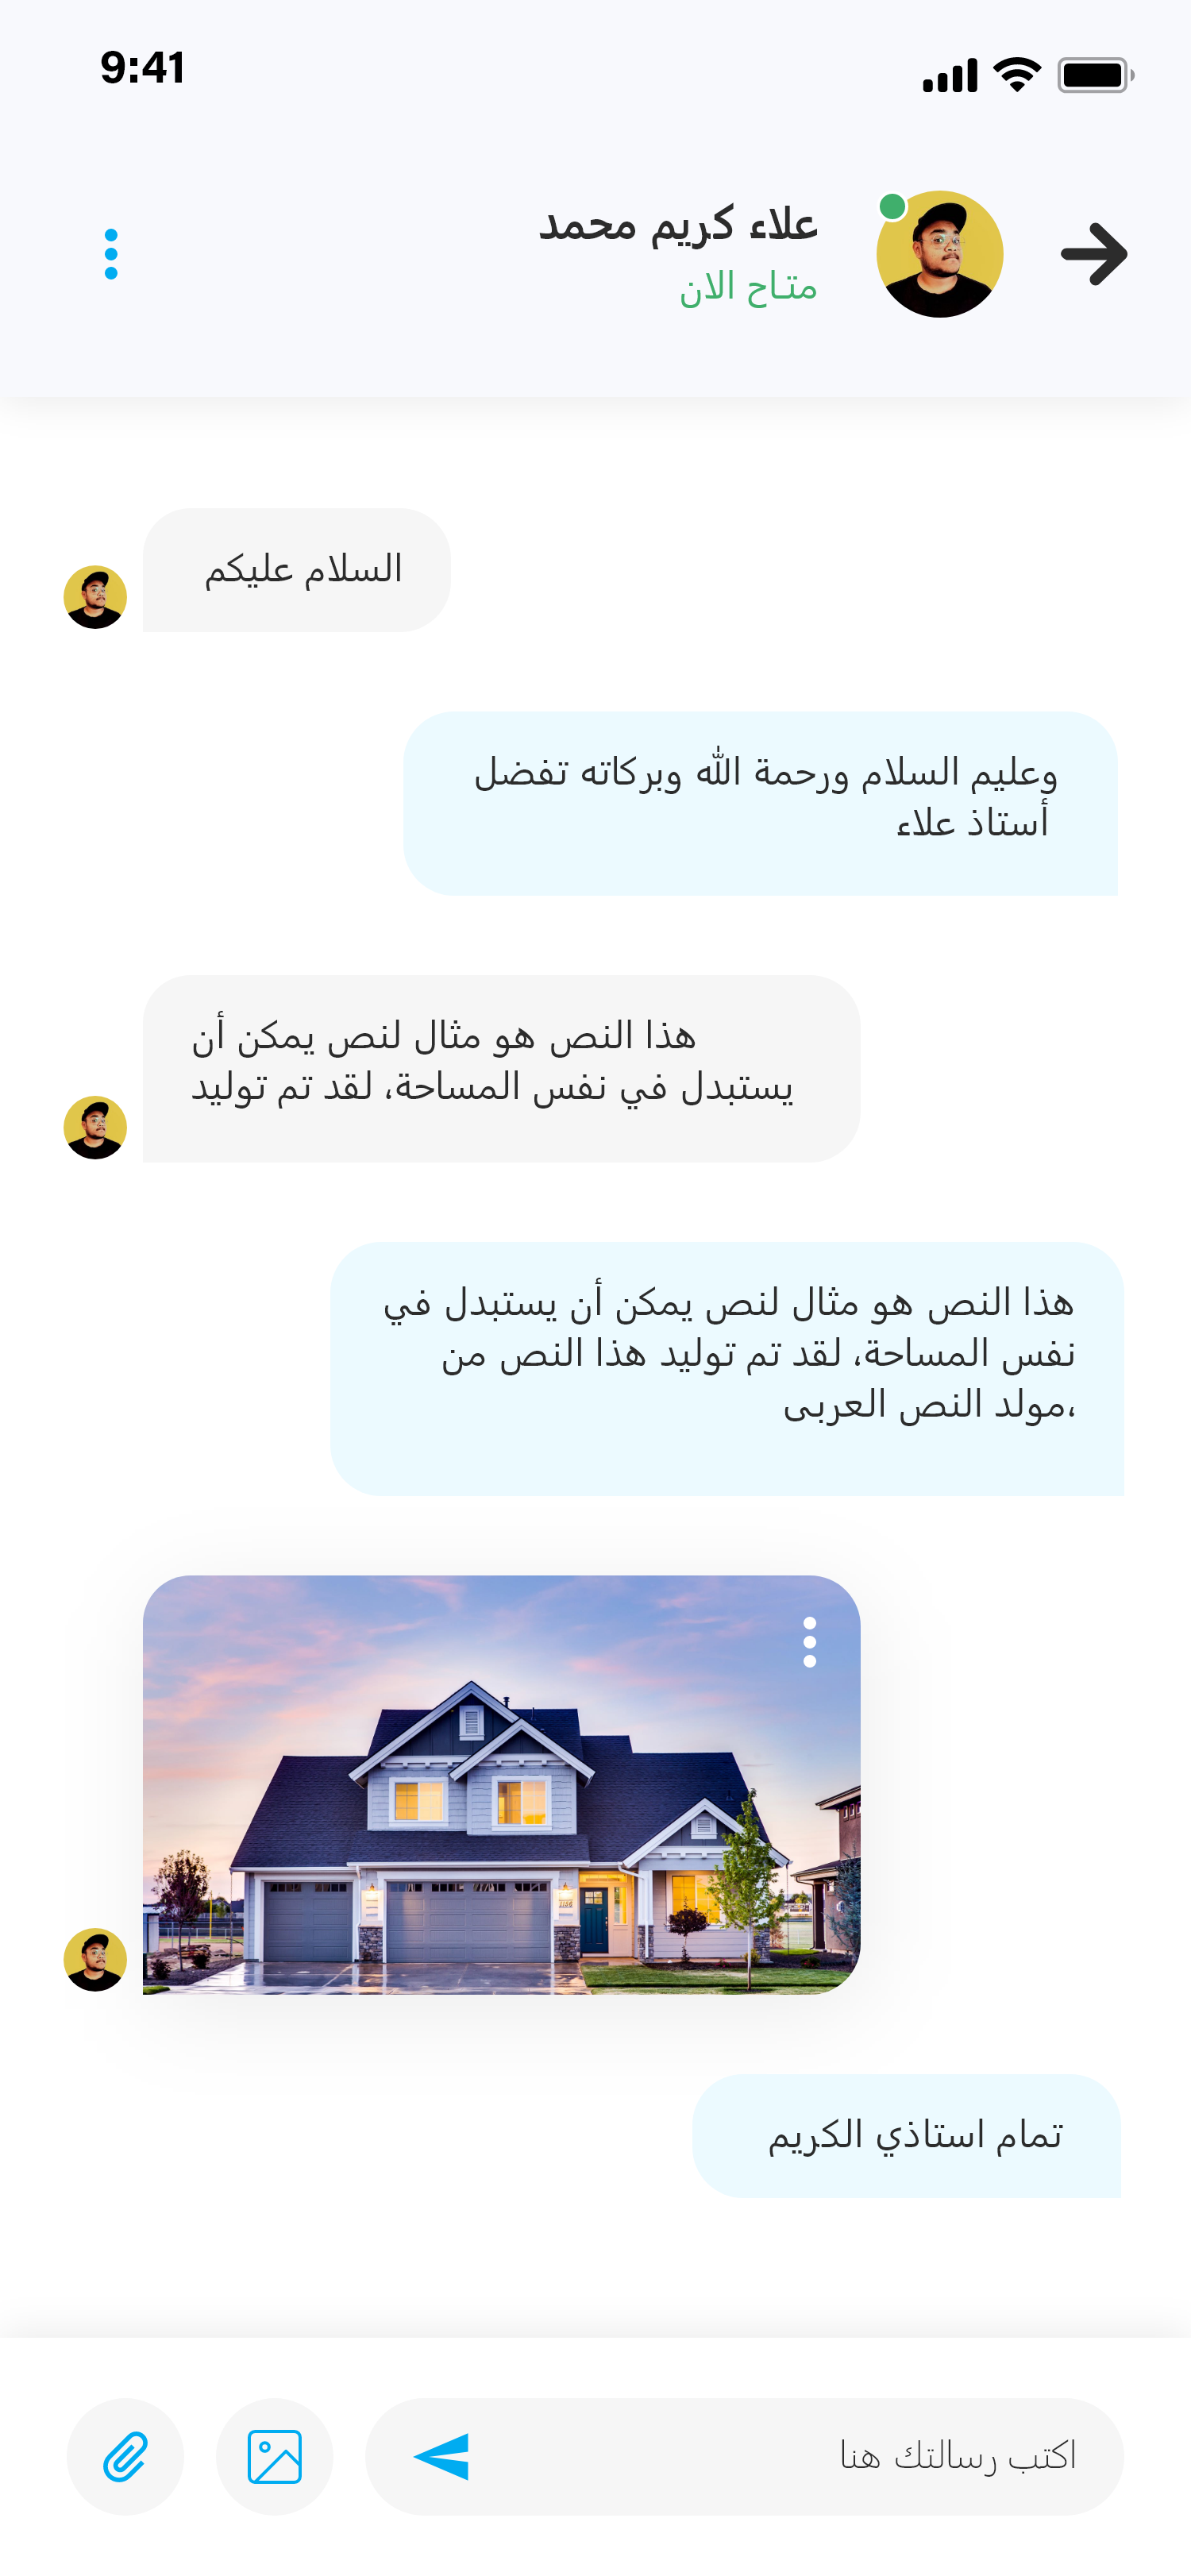 9:41
علاء كريم محمد
متاح الان
السلام عليكم
وعليم السلام ورحمة الله وبركاته تفضل
أستاذ علاء
هذا النص هو مثال لنص يمكن أن
يستبدل في نفس المساحة، لقد تم توليد
هذا النص هو مثال لنص يمكن أن يستبدل في
نفس المساحة، لقد تم توليد هذا النص من
،مولد النص العربى
تمام استاذي الكريم
اكتب رسالتك هنا